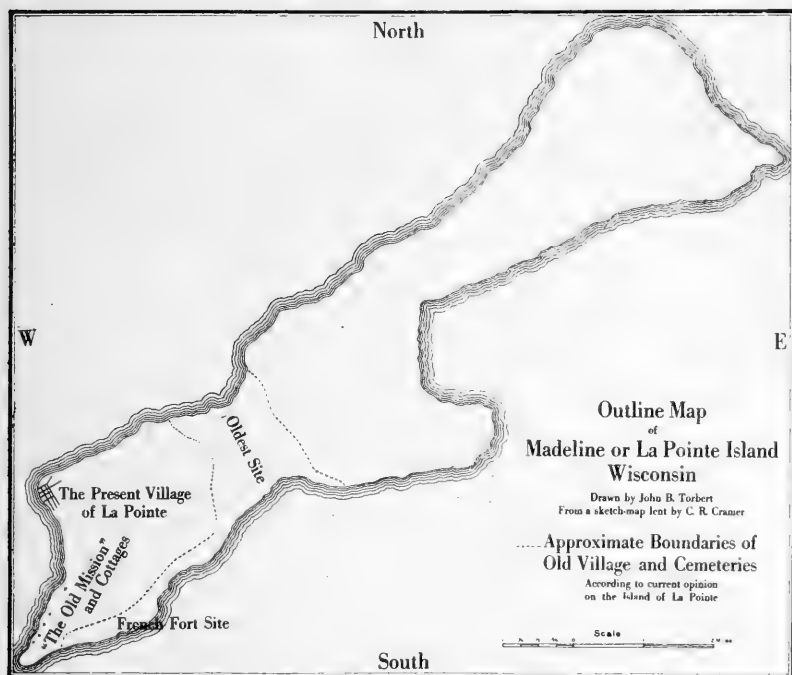 North
W
E
Oldest Site
The Present Village
of La Pointe
"The Old Mission"
and Cottages
French Fort Site
South
Outline Map
of
Madeline or La Pointe Island
Wisconsin
Drawn by John B. Torbert
From a sketch-map lent by C. R. Cramer
Approximate Boundaries of
Old Village and Cemeteries
According to current opinion
on the Island of La Pointe
Scale